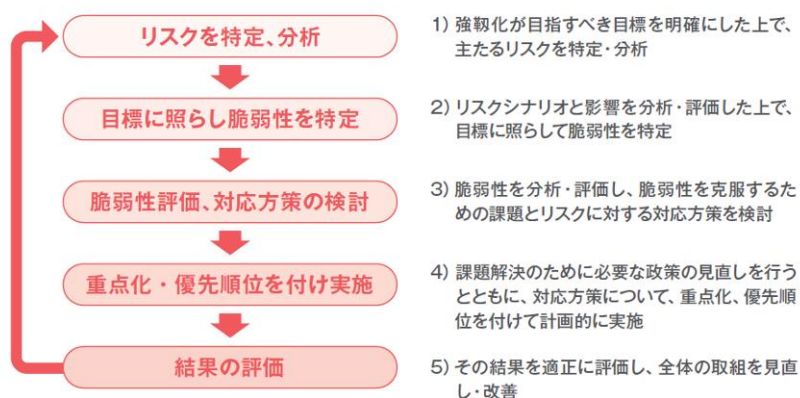 リスクを特定、分析
1）強靱化が目指すべき目標を明確にした上で、
主たるリスクを特定・分析
目標に照らし脆弱性を特定
2）リスクシナリオと影響を分析・評価した上で、
目標に照らして脆弱性を特定
脆弱性評価、対応方策の検討
3）脆弱性を分析・評価し、脆弱性を克服するた
めの課題とリスクに対する対応方策を検討
重点化・優先順位を付け実施
4）課題解決のために必要な政策の見直しを行う
とともに、対応方策について、重点化、優先順
位を付けて計画的に実施
結果の評価
5）その結果を適正に評価し、全体の取組を見直
し・改善